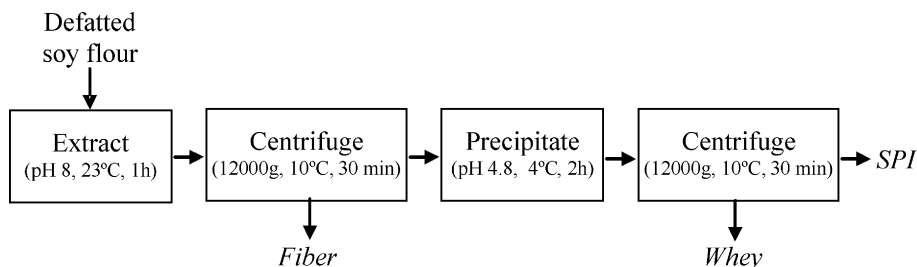 Defatted
soy flour
Extract
(pH 8, 23ºC, 1h)
Centrifuge
(12000g, 10ºC, 30 min)
Precipitate
(pH 4.8,  4ºC, 2h)
Centrifuge
(12000g, 10ºC, 30 min)
SPI
Fiber
Whey